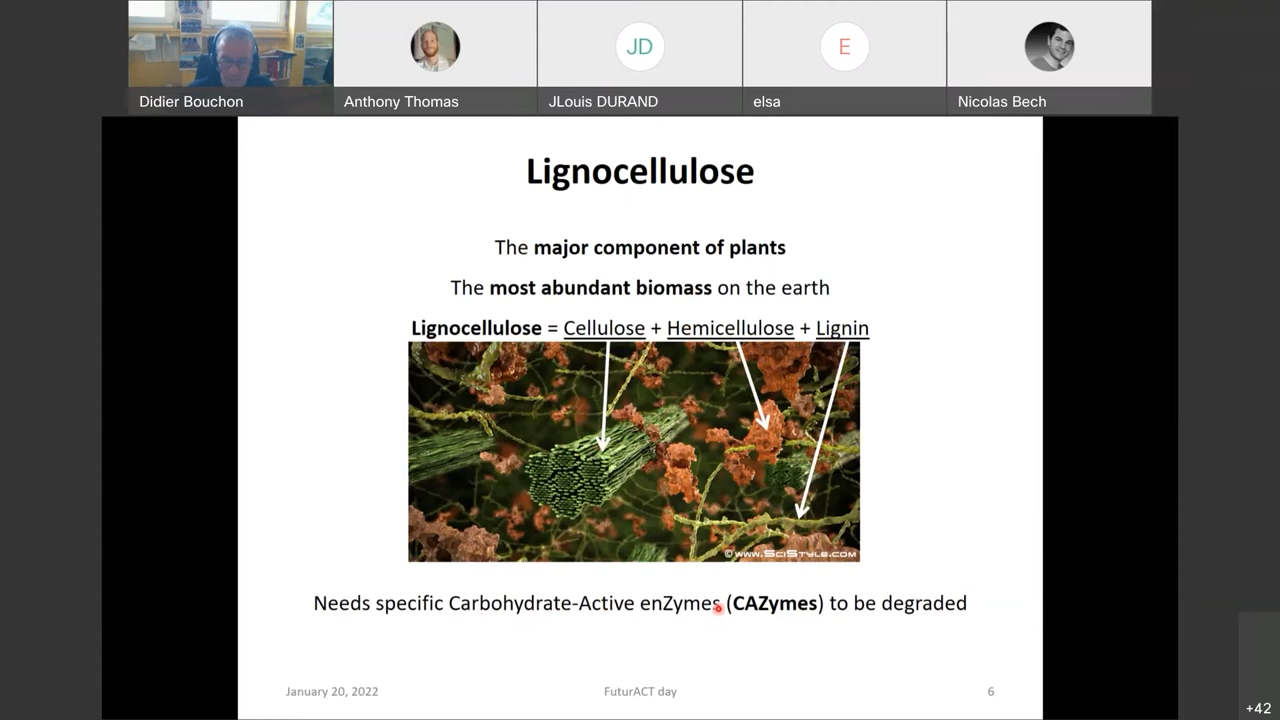 JD
E
Didier Bouchon
Anthony Thomas
JLouis DURAND
elsa
Nicolas Bech
Lignocellulose
The major component of plants
The most abundant biomass on the earth
Lignocellulose = Cellulose + Hemicellulose + Lignin
© www.SciStyle.com
Needs specific Carbohydrate-Active enZymes (CAZymes) to be degraded
January 20, 2022
FuturACT day
6
+42